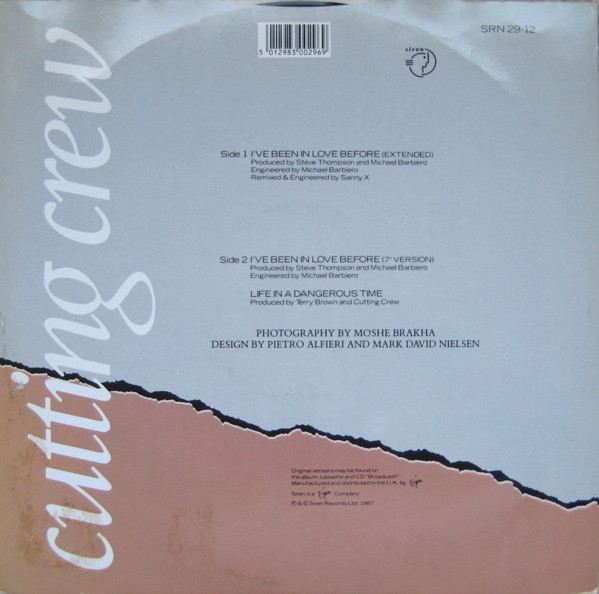 SRN 29-12
5 012983 002969
siren
cutting crew
Side 1 I'VE BEEN IN LOVE BEFORE (EXTENDED)
Produced by Steve Thompson and Michael Barbiero
Engineered by Michael Barbiero
Remixed & Engineered by Sanny X
Side 2 I'VE BEEN IN LOVE BEFORE (7" VERSION)
Produced by Steve Thompson and Michael Barbiero
Engineered by Michael Barbiero
LIFE IN A DANGEROUS TIME
Produced by Terry Brown and Cutting Crew
PHOTOGRAPHY BY MOSHE BRAKHA
DESIGN BY PIETRO ALFIERI AND MARK DAVID NIELSEN
Original versions may be found on
the album, cassette and CD "Broadcast"
Manufactured and distributed in the U.K. by Virgin
Siren is a Virgin Company
℗ & © Siren Records Ltd. 1987